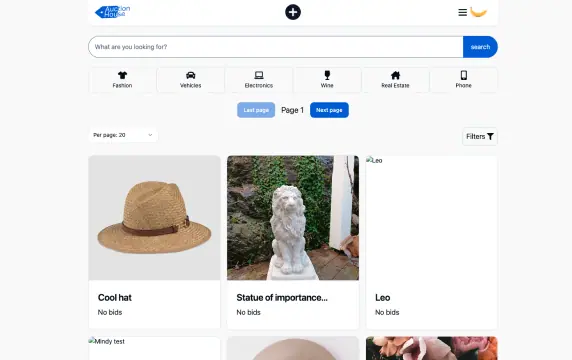 Auction
House
What are you looking for?
search
Fashion
Vehicles
Electronics
Wine
Real Estate
Phone
Last page
Page 1
Next page
Per page: 20
Filters
Leo
Cool hat
No bids
Statue of importance...
No bids
Leo
No bids
Mindy test